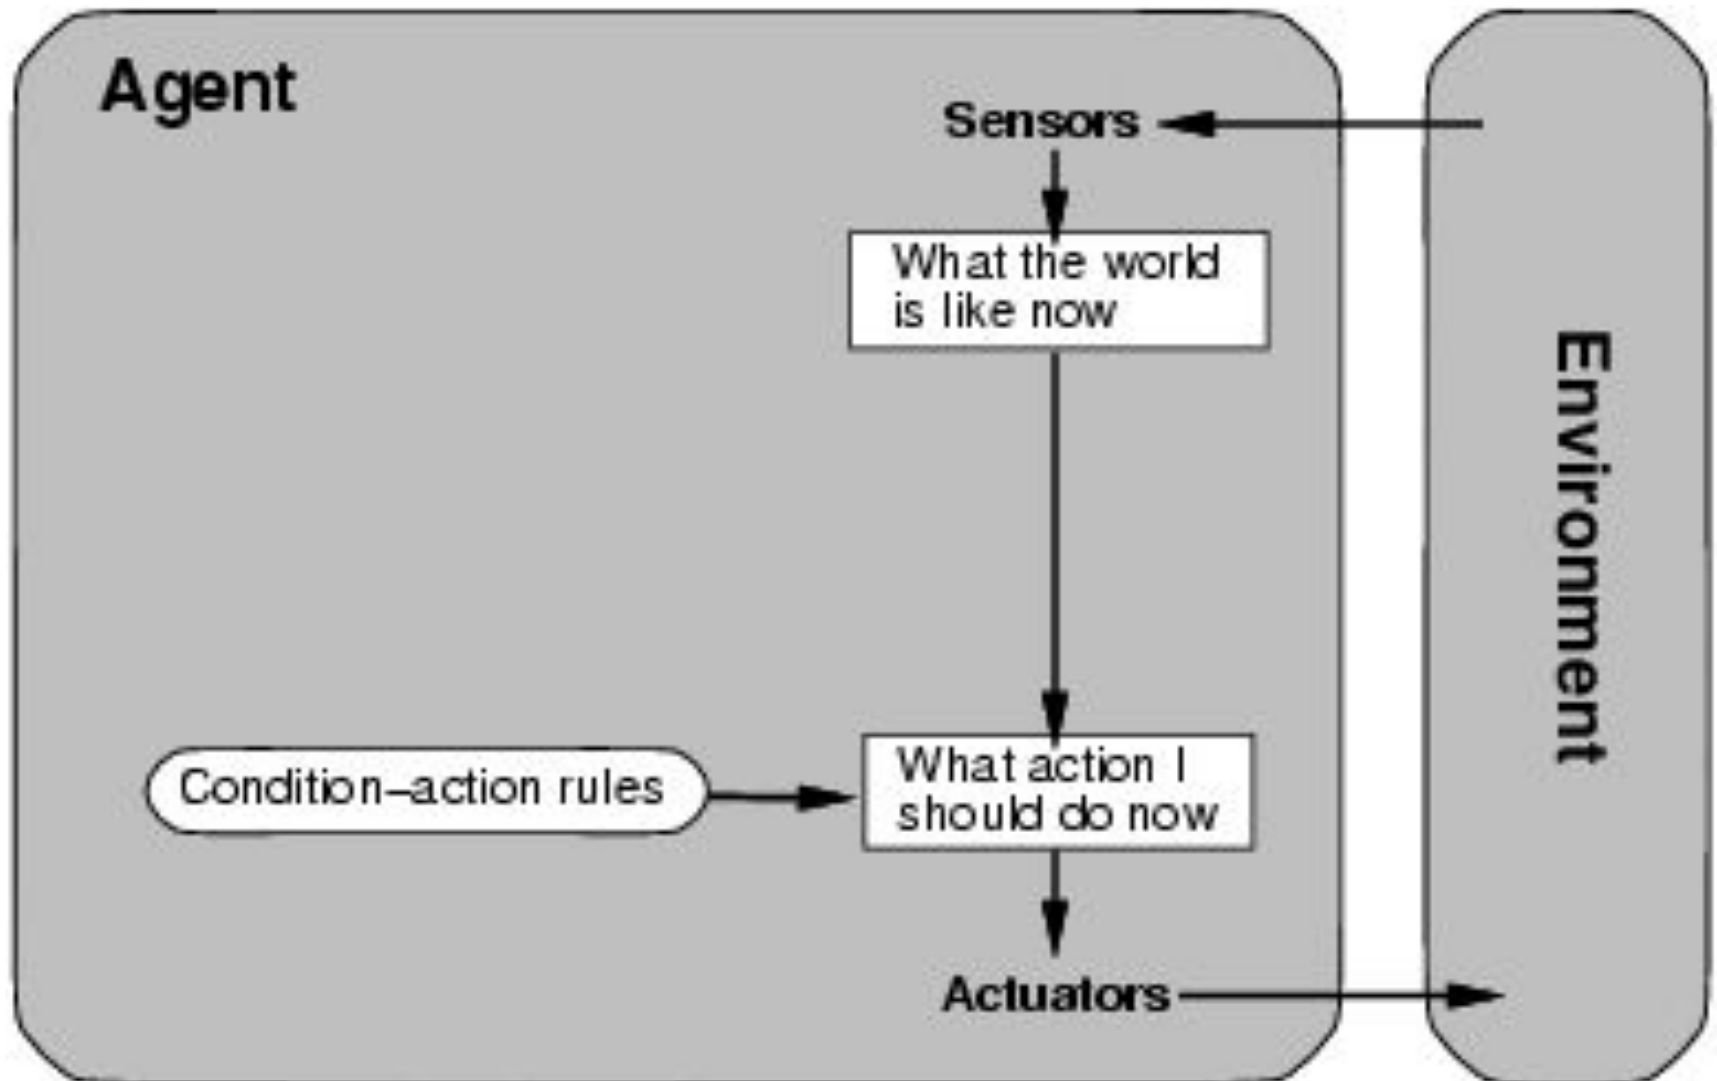 Agent
Sensors
What the world
is like now
Environment
Condition–action rules
What action I
should do now
Actuators